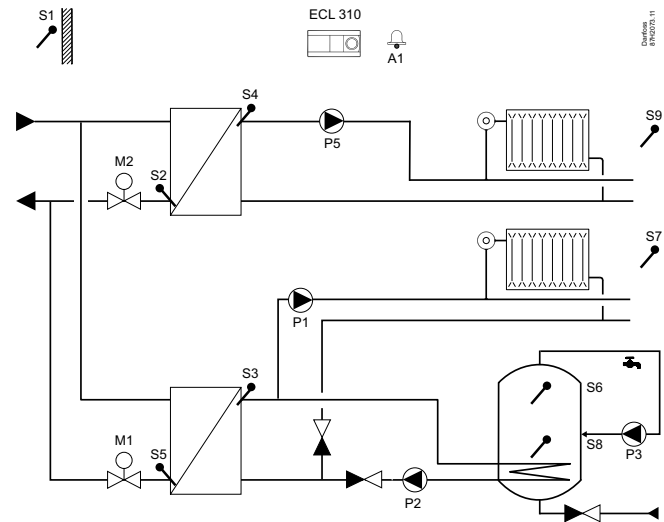 S1
ECL 310
A1
Danfoss
87H2073.11
S4
P5
S9
M2
S2
S7
P1
S3
S6
M1
S5
S8
P3
P2